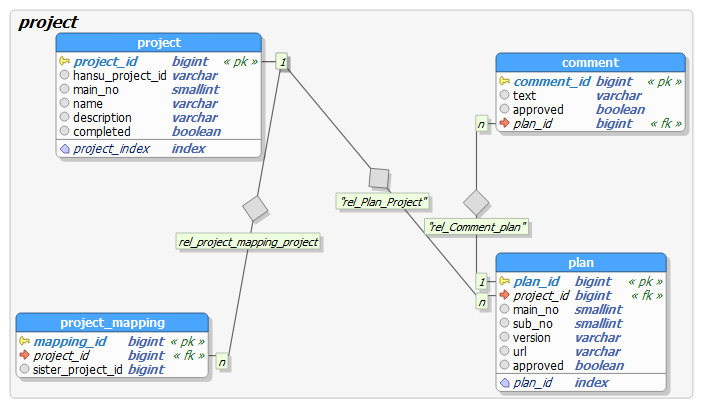 project
project
project_id bigint « pk »
hansu_project_id varchar
main_no smallint
name varchar
description varchar
completed boolean
project_index index
1
comment
comment_id bigint « pk »
text varchar
approved boolean
plan_id bigint « fk »
n
"rel_Plan_Project"
"rel_Comment_plan"
rel_project_mapping_project
plan
1
plan_id bigint « pk »
n
project_id bigint « fk »
main_no smallint
sub_no smallint
version varchar
url varchar
approved boolean
plan_id index
project_mapping
mapping_id bigint « pk »
project_id bigint « fk »
n
sister_project_id bigint